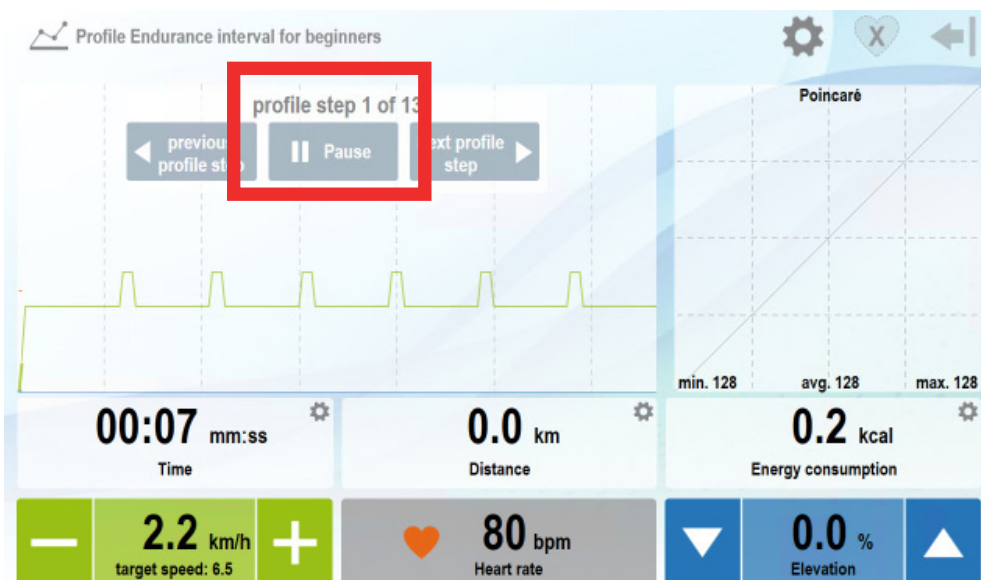 Profile Endurance interval for beginners
X
profile step 1 of 13
previous
profile step
Pause
next profile
step
Poincaré
min. 128
avg. 128
max. 128
00:07 mm:ss
Time
0.0 km
Distance
0.2 kcal
Energy consumption
2.2 km/h
target speed: 6.5
80 bpm
Heart rate
0.0 %
Elevation